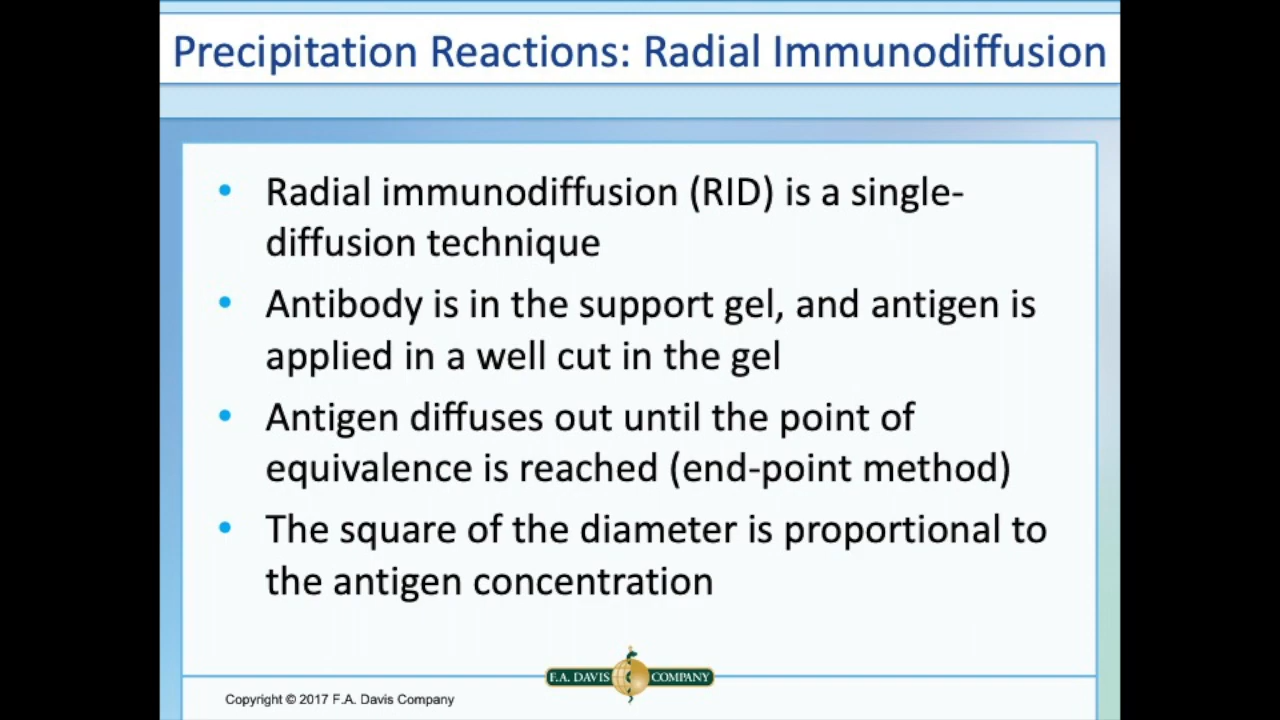 Precipitation Reactions: Radial Immunodiffusion
• Radial immunodiffusion (RID) is a single-
diffusion technique
• Antibody is in the support gel, and antigen is
applied in a well cut in the gel
• Antigen diffuses out until the point of
equivalence is reached (end-point method)
• The square of the diameter is proportional to
the antigen concentration
F.A. DAVIS COMPANY
Copyright © 2017 F.A. Davis Company